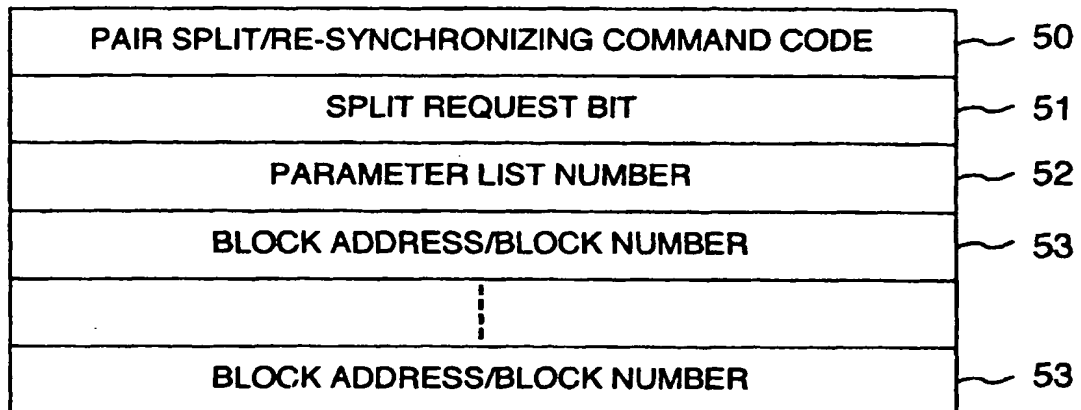 PAIR SPLIT/RE-SYNCHRONIZING COMMAND CODE 50
SPLIT REQUEST BIT 51
PARAMETER LIST NUMBER 52
BLOCK ADDRESS/BLOCK NUMBER 53
BLOCK ADDRESS/BLOCK NUMBER 53